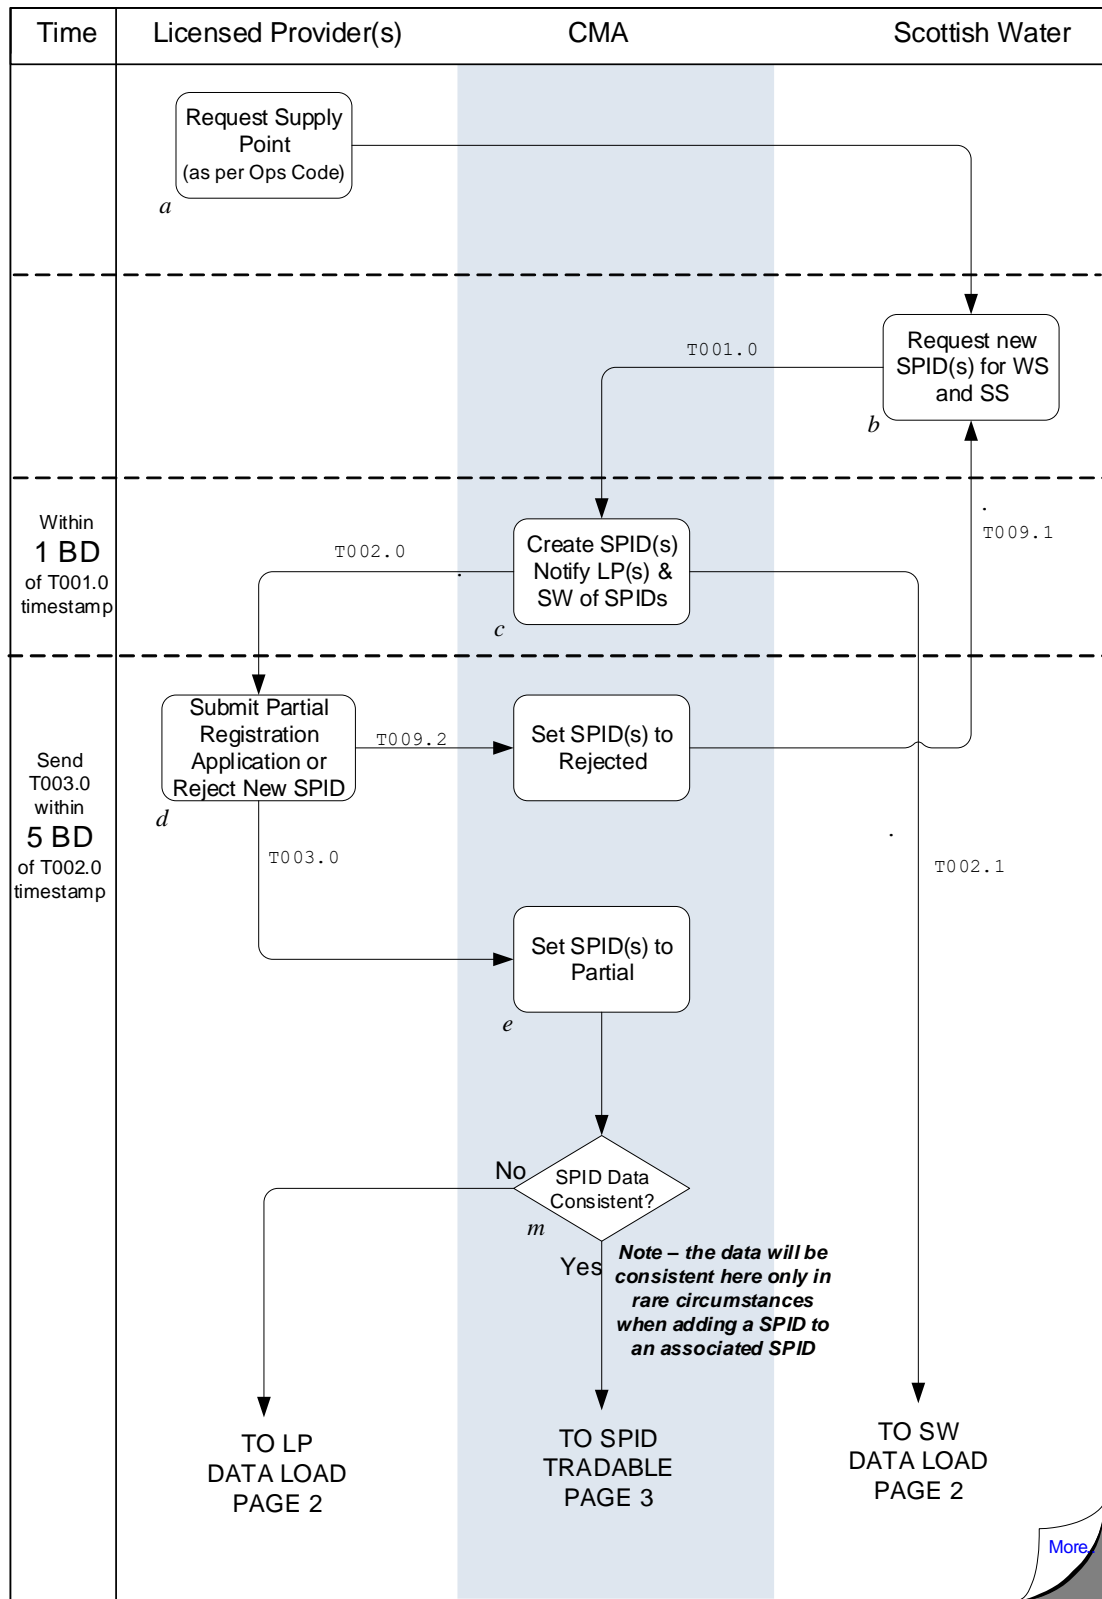 Time
Licensed Provider(s)
CMA
Scottish Water
Request Supply
Point
(as per Ops Code)
a
Request new
SPID(s) for WS
and SS
b
T001.0
Within
1 BD
of T001.0
timestamp
T002.0
Create SPID(s)
Notify LP(s) &
SW of SPIDs
c
T009.1
Send
T003.0
within
5 BD
of T002.0
timestamp
Submit Partial
Registration
Application or
Reject New SPID
d
T009.2
Set SPID(s) to
Rejected
T003.0
T002.1
Set SPID(s) to
Partial
e
No
SPID Data
Consistent?
m
Yes
Note – the data will be
consistent here only in
rare circumstances
when adding a SPID to
an associated SPID
TO LP
DATA LOAD
PAGE 2
TO SPID
TRADABLE
PAGE 3
TO SW
DATA LOAD
PAGE 2
More..